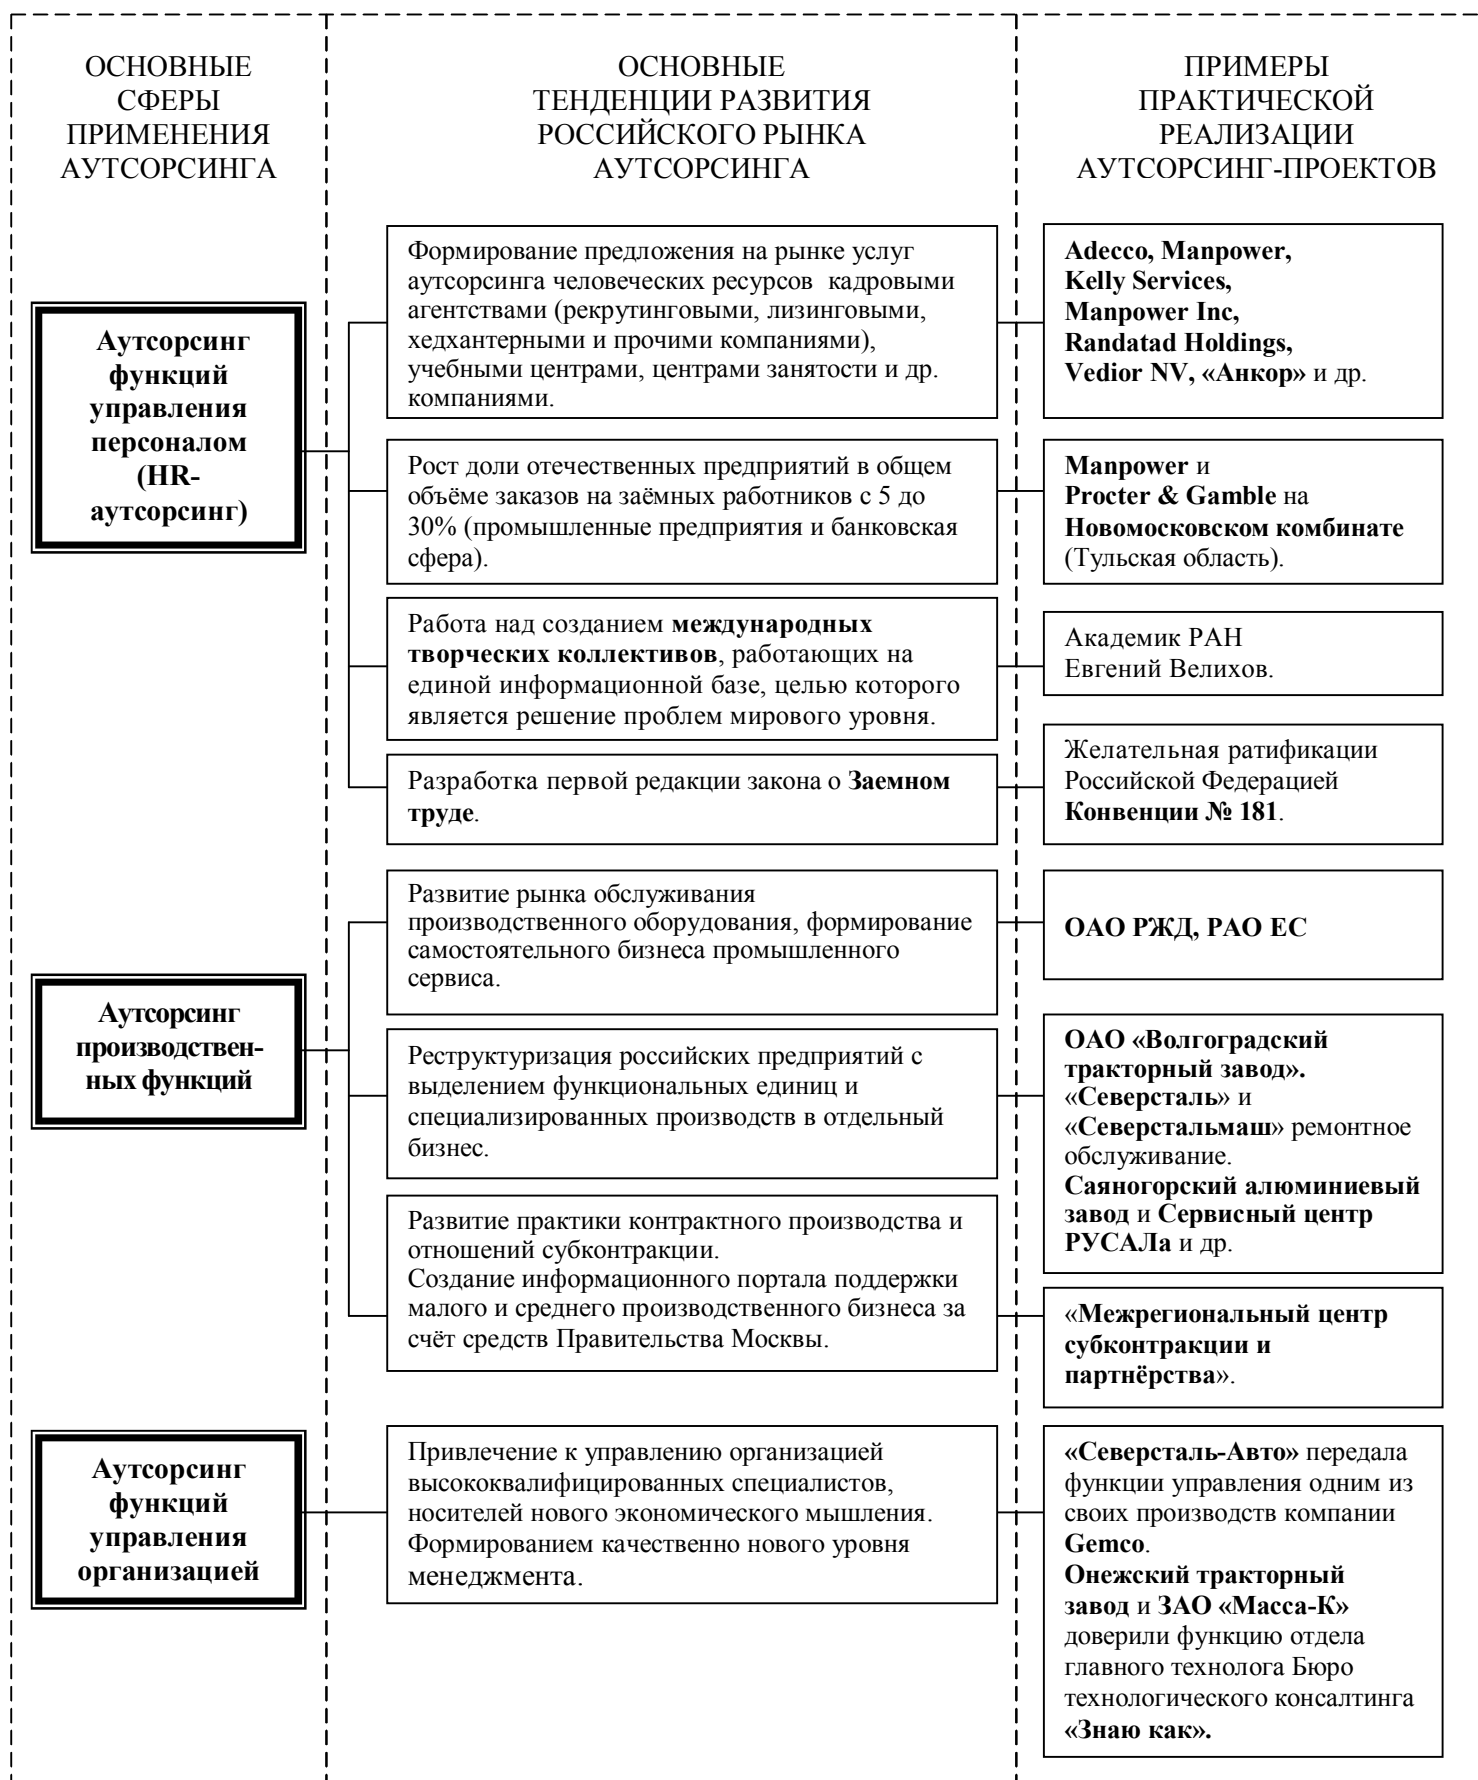 ОСНОВНЫЕ
СФЕРЫ
ПРИМЕНЕНИЯ
АУТСОРСИНГА
ОСНОВНЫЕ
ТЕНДЕНЦИИ РАЗВИТИЯ
РОССИЙСКОГО РЫНКА
АУТСОРСИНГА
ПРИМЕРЫ
ПРАКТИЧЕСКОЙ
РЕАЛИЗАЦИИ
АУТСОРСИНГ-ПРОЕКТОВ
Аутсорсинг
функций
управления
персоналом
(HR-
аутсорсинг)
Формирование предложения на рынке услуг
аутсорсинга человеческих ресурсов кадровыми
агентствами (рекрутинговыми, лизинговыми,
хедхантерными и прочими компаниями),
учебными центрами, центрами занятости и др.
компаниями.
Adecco, Manpower,
Kelly Services,
Manpower Inc,
Randatad Holdings,
Vedior NV, «Анкор» и др.
Рост доли отечественных предприятий в общем
объёме заказов на заёмных работников с 5 до
30% (промышленные предприятия и банковская
сфера).
Manpower и
Procter & Gamble на
Новомосковском комбинате
(Тульская область).
Работа над созданием международных
творческих коллективов, работающих на
единой информационной базе, целью которого
является решение проблем мирового уровня.
Академик РАН
Евгений Велихов.
Разработка первой редакции закона о Заемном
труде.
Желательная ратификации
Российской Федерацией
Конвенции № 181.
Аутсорсинг
производствен-
ных функций
Развитие рынка обслуживания
производственного оборудования, формирование
самостоятельного бизнеса промышленного
сервиса.
ОАО РЖД, РАО ЕС
Реструктуризация российских предприятий с
выделением функциональных единиц и
специализированных производств в отдельный
бизнес.
ОАО «Волгоградский
тракторный завод».
«Северсталь» и
«Северстальмаш» ремонтное
обслуживание.
Саяногорский алюминиевый
завод и Сервисный центр
РУСАЛа и др.
Развитие практики контрактного производства и
отношений субконтракции.
Создание информационного портала поддержки
малого и среднего производственного бизнеса за
счёт средств Правительства Москвы.
«Межрегиональный центр
субконтракции и
партнёрства».
Аутсорсинг
функций
управления
организацией
Привлечение к управлению организацией
высококвалифицированных специалистов,
носителей нового экономического мышления.
Формированием качественно нового уровня
менеджмента.
«Северсталь-Авто» передала
функции управления одним из
своих производств компании
Gemco.
Онежский тракторный
завод и ЗАО «Масса-К»
доверили функцию отдела
главного технолога Бюро
технологического консалтинга
«Знаю как».